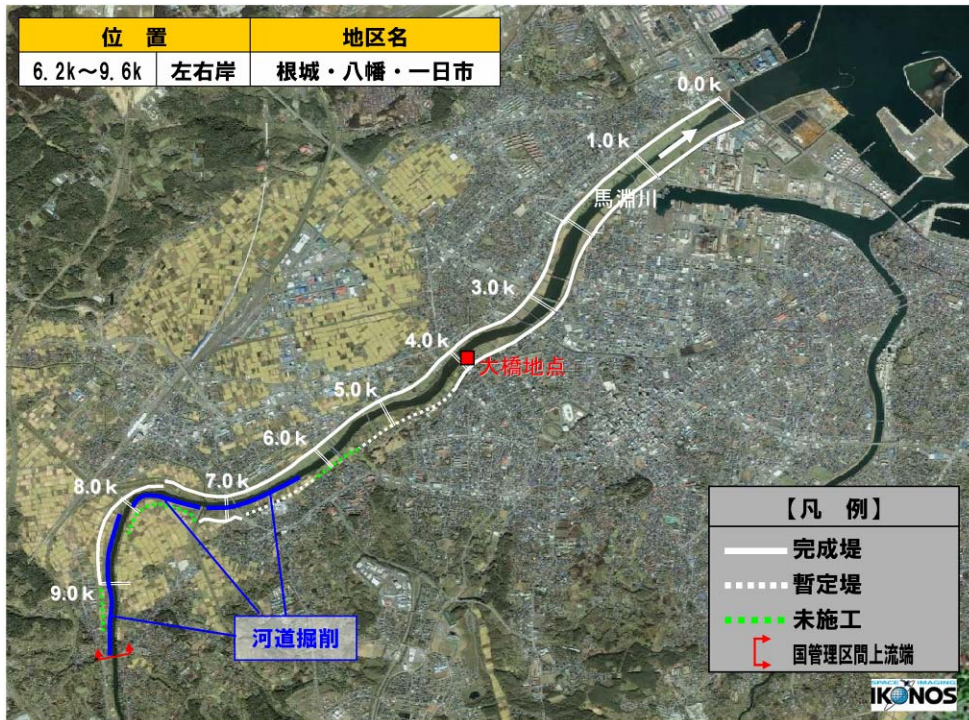 位 置 地区名
6.2k～9.6k 左右岸 根城・八幡・一日市
0.0k
1.0k
馬淵川
3.0k
4.0k
大橋地点
5.0k
6.0k
7.0k
8.0k
9.0k
河道掘削
【凡 例】
完成堤
暫定堤
未施工
国管理区間上流端
SPACE IMAGING
IKONOS